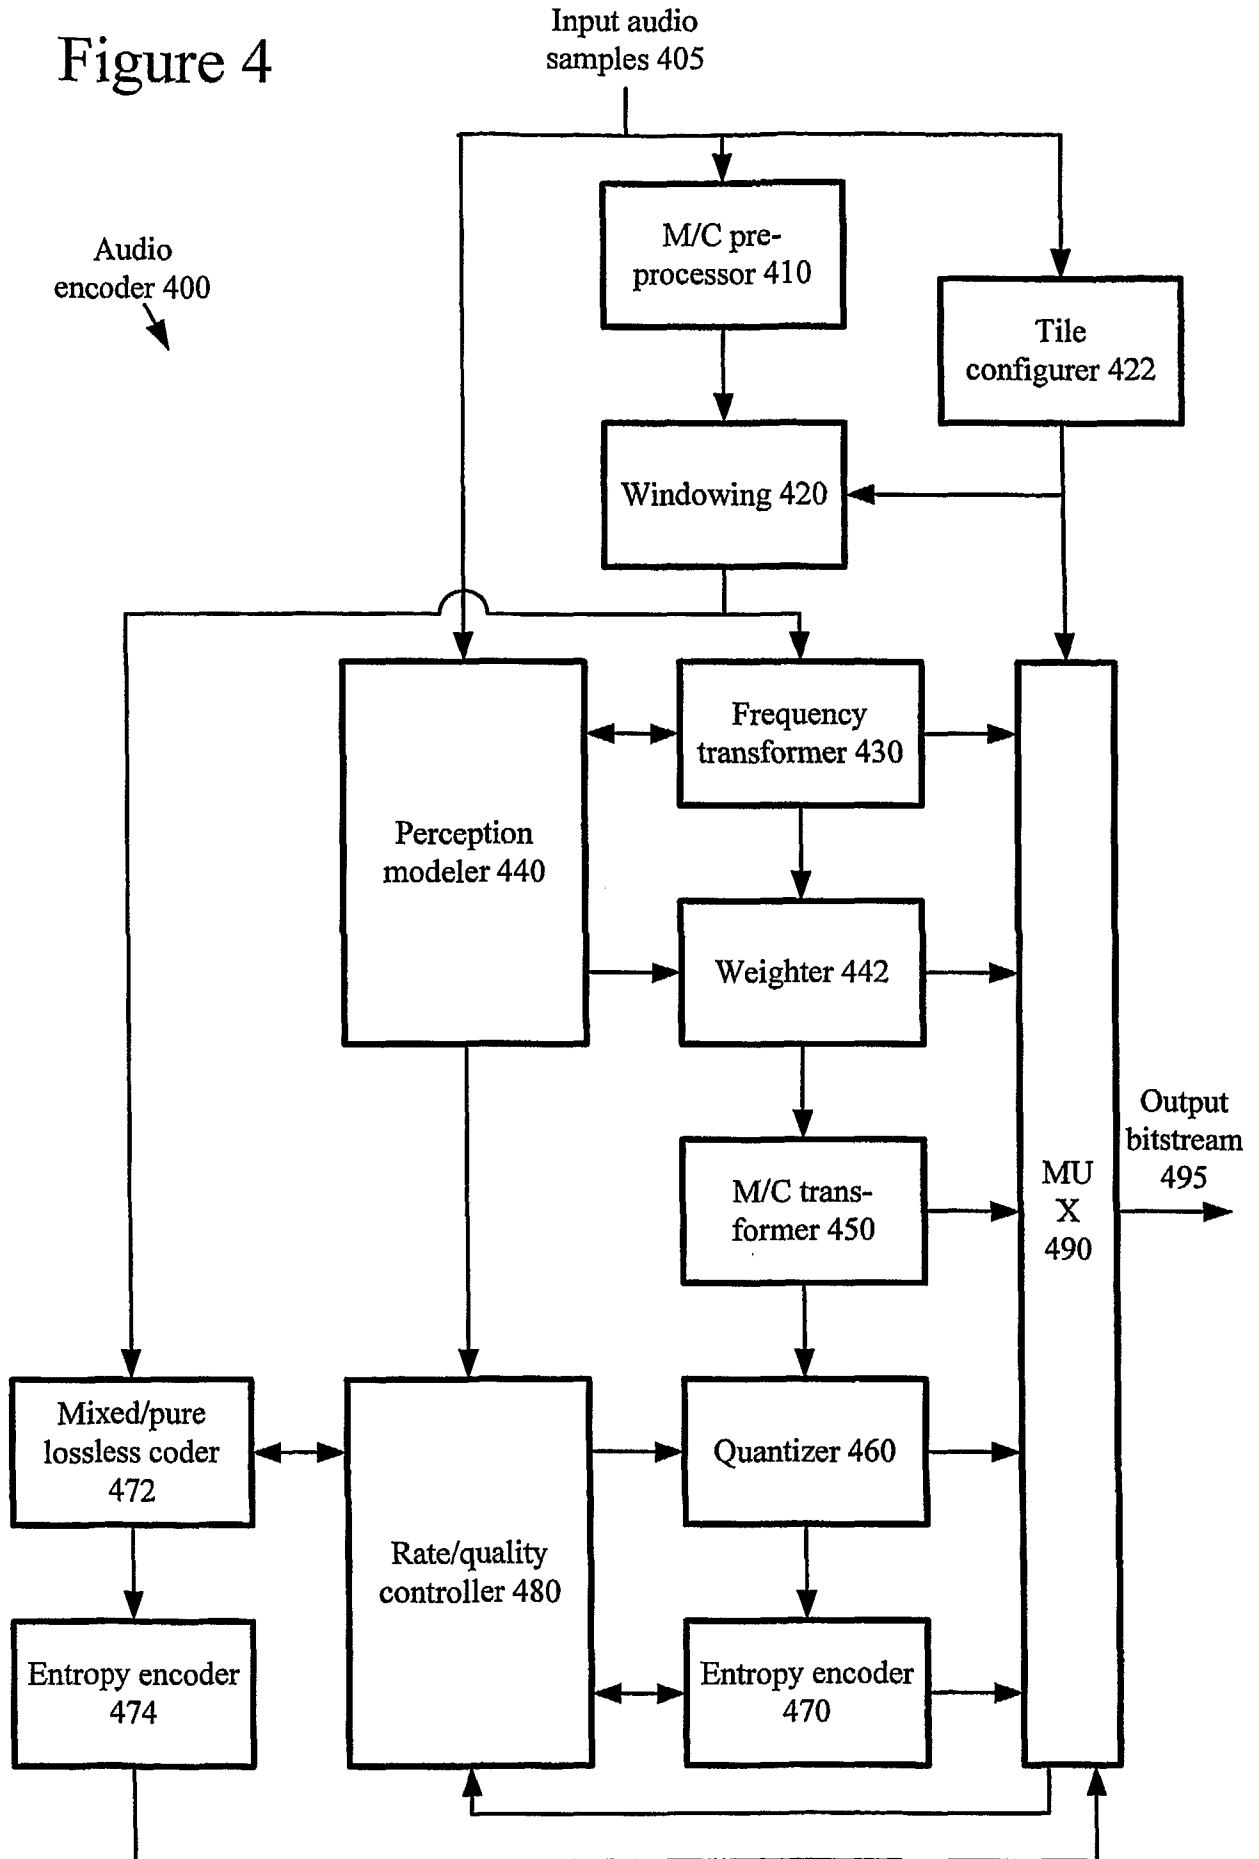 Figure 4
Input audio
samples 405
Audio
encoder 400
M/C pre-
processor 410
Tile
configurer 422
Windowing 420
Frequency
transformer 430
Perception
modeler 440
Weighter 442
M/C trans-
former 450
MU
X
490
Output
bitstream
495
Mixed/pure
lossless coder
472
Quantizer 460
Rate/quality
controller 480
Entropy encoder
474
Entropy encoder
470